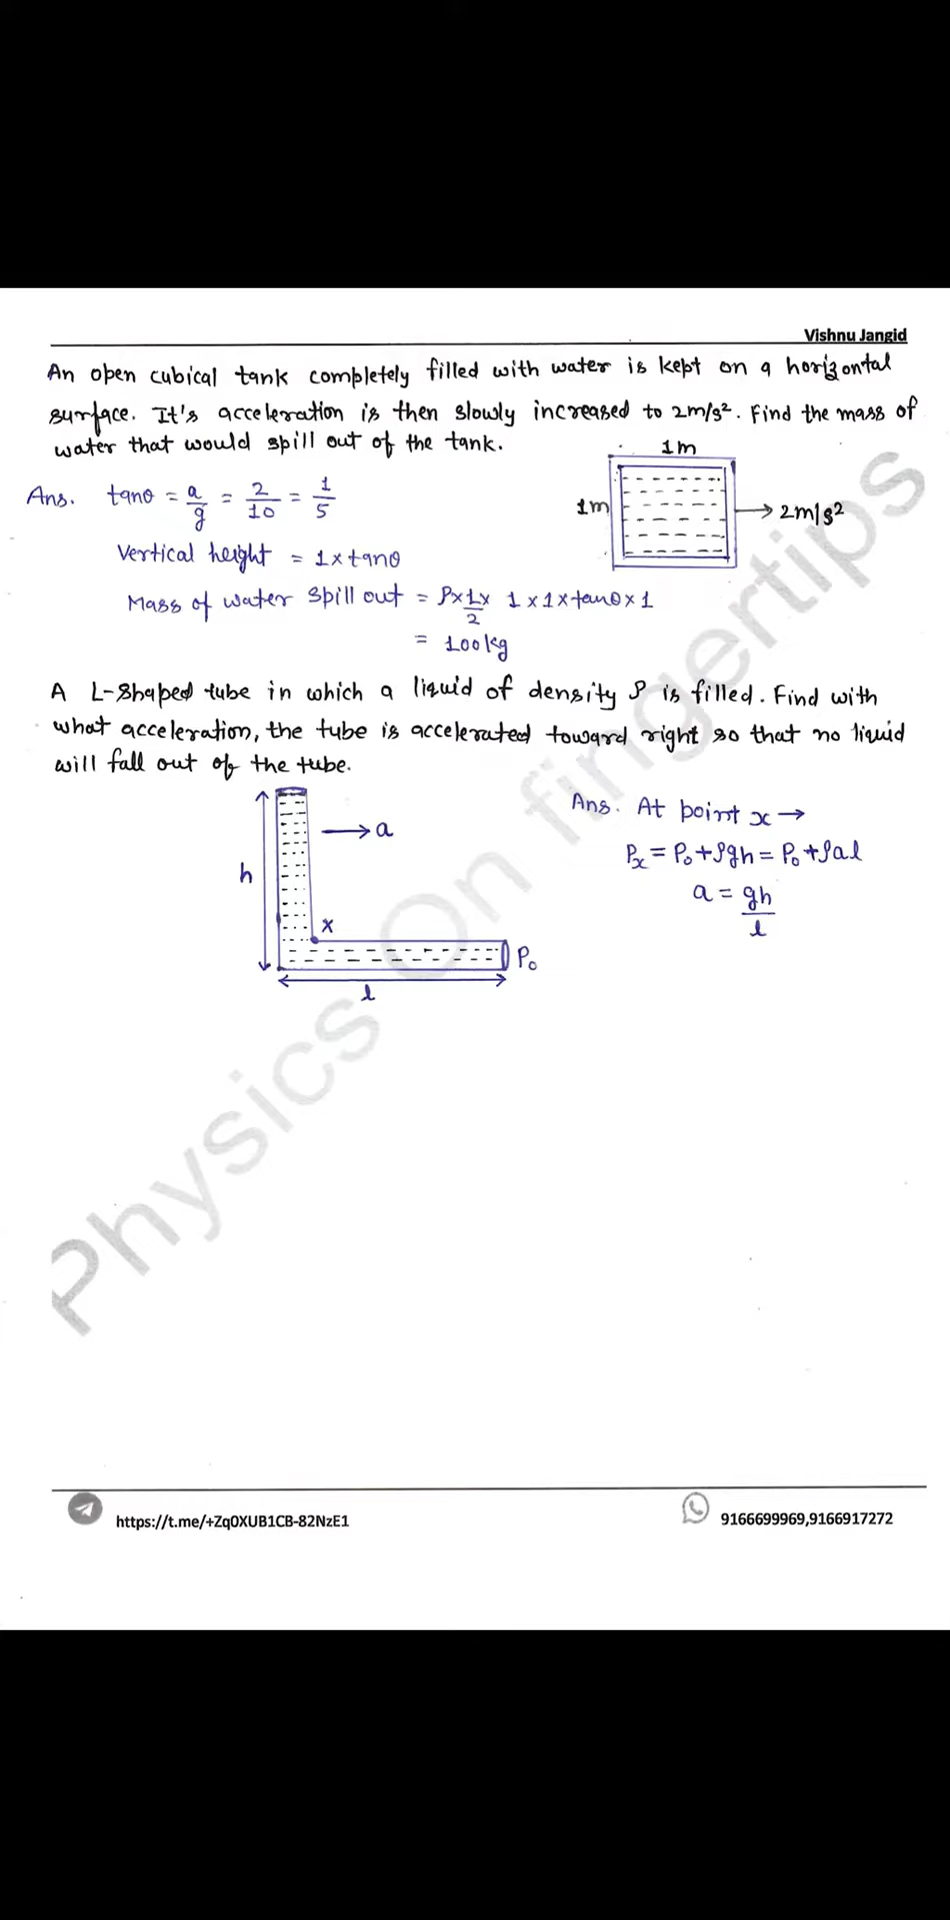 Vishnu Jangid
An open cubical tank completely filled with water is kept on a horizontal
surface. It's acceleration is then slowly increased to 2m/s². Find the mass of
water that would spill out of the tank.
1m
Ans. tanθ = a/g = 2/10 = 1/5
1m
→ 2m/s²
Vertical height = 1×tanθ
Mass of water spill out = ρ×1/2× 1×1×tanθ×1
= 100kg
A L-shaped tube in which a liquid of density ρ is filled. Find with
what acceleration, the tube is accelerated toward right so that no liquid
will fall out of the tube.
→ a
h
x
P₀
l
Ans. At point x →
Pₓ = P₀+ρgh = P₀+ρal
a = gh/l
Physics On fingertips
https://t.me/+Zq0XUB1CB-82NzE1
9166699969,9166917272